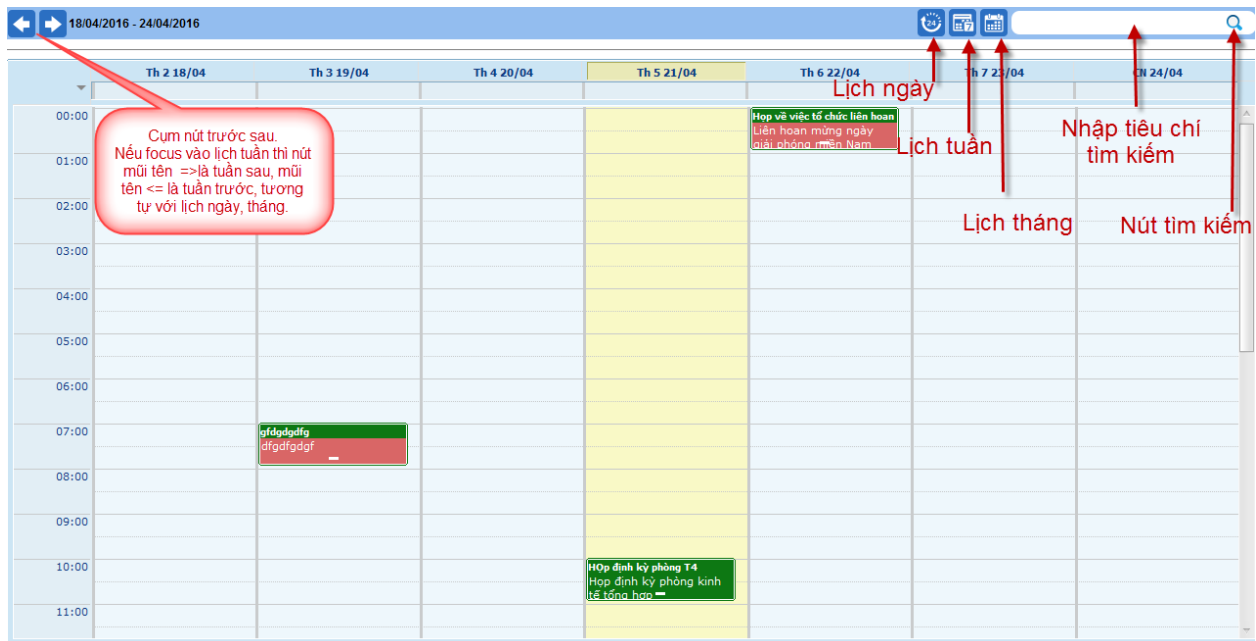 18/04/2016 - 24/04/2016
24
7
Th 2 18/04
Th 3 19/04
Th 4 20/04
Th 5 21/04
Th 6 22/04
Th 7 23/04
CN 24/04
Lịch ngày
Lịch tuần
Lịch tháng
Nhập tiêu chí
tìm kiếm
Nút tìm kiếm
Cụm nút trước sau.
Nếu focus vào lịch tuần thì nút
mũi tên =>là tuần sau, mũi
tên <= là tuần trước, tương
tự với lịch ngày, tháng.
00:00
Họp về việc tổ chức liên hoan
Liên hoan mừng ngày
giải phóng miền Nam
01:00
02:00
03:00
04:00
05:00
06:00
07:00
gfdgdgdfg
dfgdfgdgf
08:00
09:00
10:00
HỌp định kỳ phòng T4
Họp định kỳ phòng kinh
tế tổng hợp
11:00